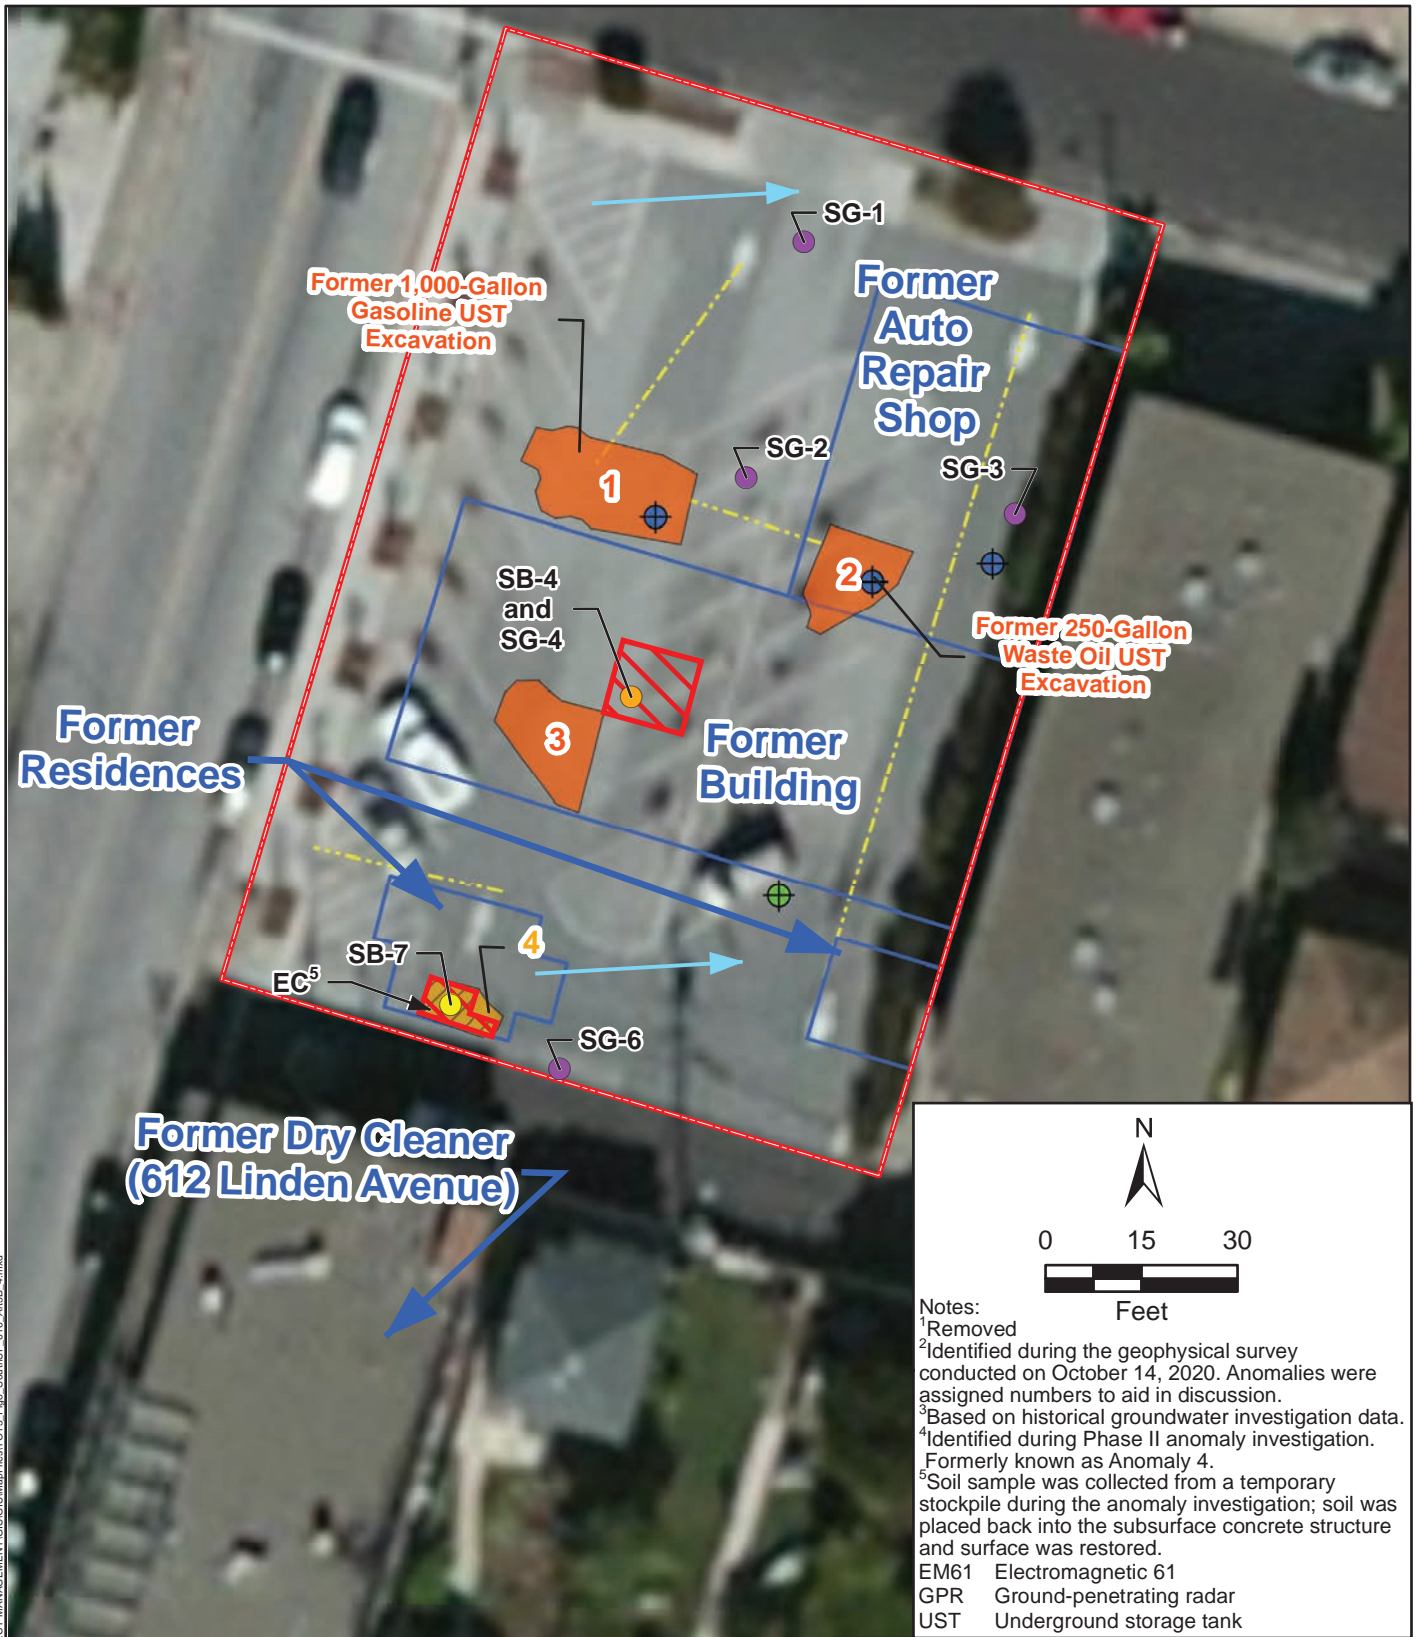 SG-1
Former 1,000-Gallon
Gasoline UST
Excavation
Former
Auto
Repair
Shop
SG-2
SG-3
1
2
SB-4
and
SG-4
Former 250-Gallon
Waste Oil UST
Excavation
3
Former
Residences
Former
Building
4
SB-7
EC5
SG-6
Former Dry Cleaner
(612 Linden Avenue)
N
0 15 30
Feet
Notes:
1Removed
2Identified during the geophysical survey
conducted on October 14, 2020. Anomalies were
assigned numbers to aid in discussion.
3Based on historical groundwater investigation data.
4Identified during Phase II anomaly investigation.
Formerly known as Anomaly 4.
5Soil sample was collected from a temporary
stockpile during the anomaly investigation; soil was
placed back into the subsurface concrete structure
and surface was restored.
EM61 Electromagnetic 61
GPR Ground-penetrating radar
UST Underground storage tank